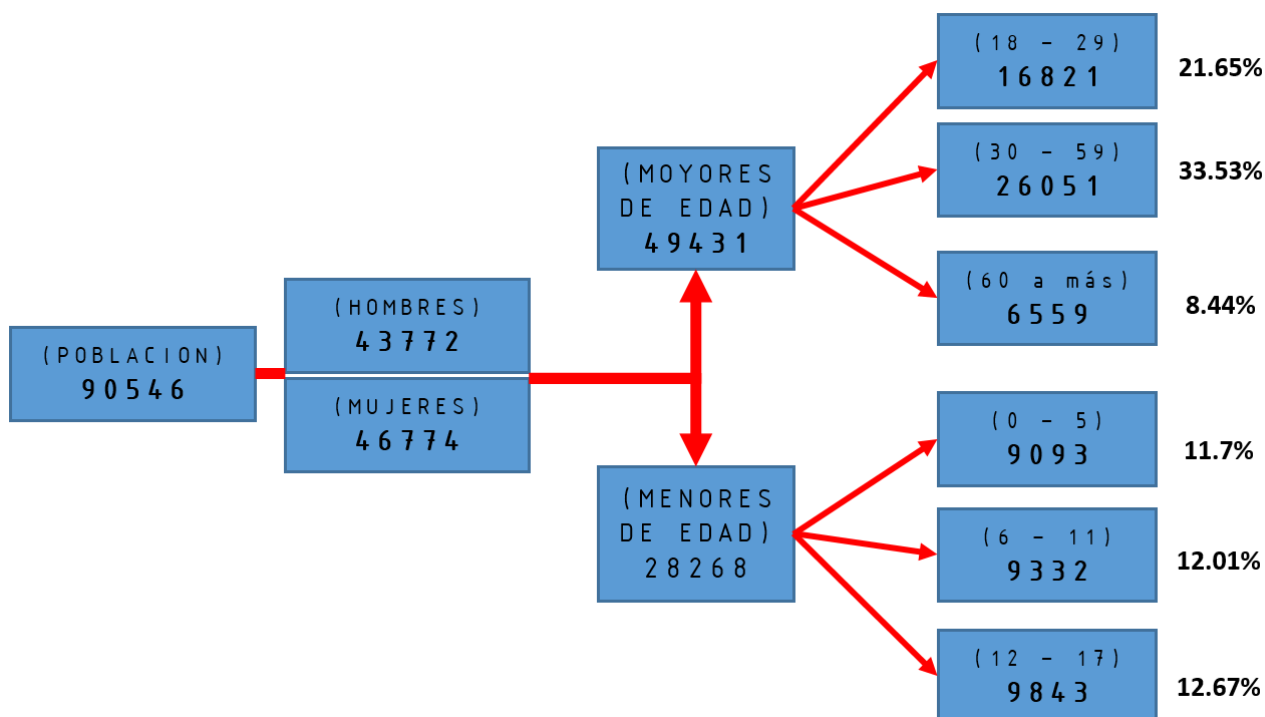 (POBLACION)
90546
(HOMBRES)
43772
(MUJERES)
46774
(MOYORES
DE EDAD)
49431
(MENORES
DE EDAD)
28268
(18 - 29)
16821
21.65%
(30 - 59)
26051
33.53%
(60 a más)
6559
8.44%
(0 - 5)
9093
11.7%
(6 - 11)
9332
12.01%
(12 - 17)
9843
12.67%